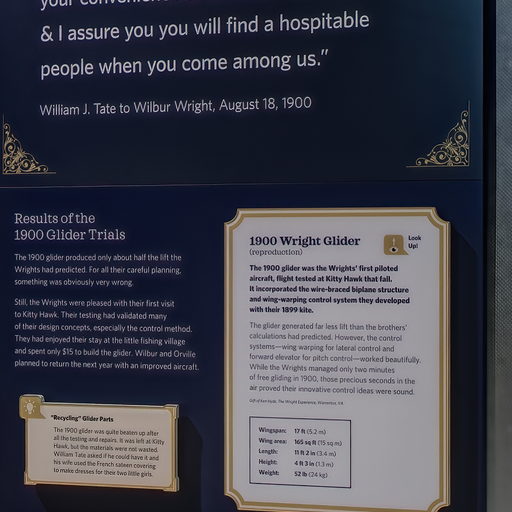 your convenience
& I assure you you will find a hospitable
people when you come among us."
William J. Tate to Wilbur Wright, August 18, 1900
Results of the
1900 Glider Trials
The 1900 glider produced only about half the lift the
Wrights had predicted. For all their careful planning,
something was obviously very wrong.
Still, the Wrights were pleased with their first visit
to Kitty Hawk. Their testing had validated many
of their design concepts, especially the control method.
They had enjoyed their stay at the little fishing village
and spent only $15 to build the glider. Wilbur and Orville
planned to return the next year with an improved aircraft.
"Recycling" Glider Parts
The 1900 glider was quite beaten up after
all the testing and repairs. It was left at Kitty
Hawk, but the materials were not wasted.
William Tate asked if he could have it and
his wife used the French sateen covering
to make dresses for their two little girls.
1900 Wright Glider
(reproduction)
Look
Up!
The 1900 glider was the Wrights' first piloted
aircraft, flight tested at Kitty Hawk that fall.
It incorporated the wire-braced biplane structure
and wing-warping control system they developed
with their 1899 kite.
The glider generated far less lift than the brothers'
calculations had predicted. However, the control
systems—wing warping for lateral control and
forward elevator for pitch control—worked beautifully.
While the Wrights managed only two minutes
of free gliding in 1900, those precious seconds in the
air proved their innovative control ideas were sound.
Gift of Ken Hyde, The Wright Experience, Warrenton, VA
Wingspan: 17 ft (5.2 m)
Wing area: 165 sq ft (15 sq m)
Length: 11 ft 2 in (3.4 m)
Height: 4 ft 3 in (1.3 m)
Weight: 52 lb (24 kg)